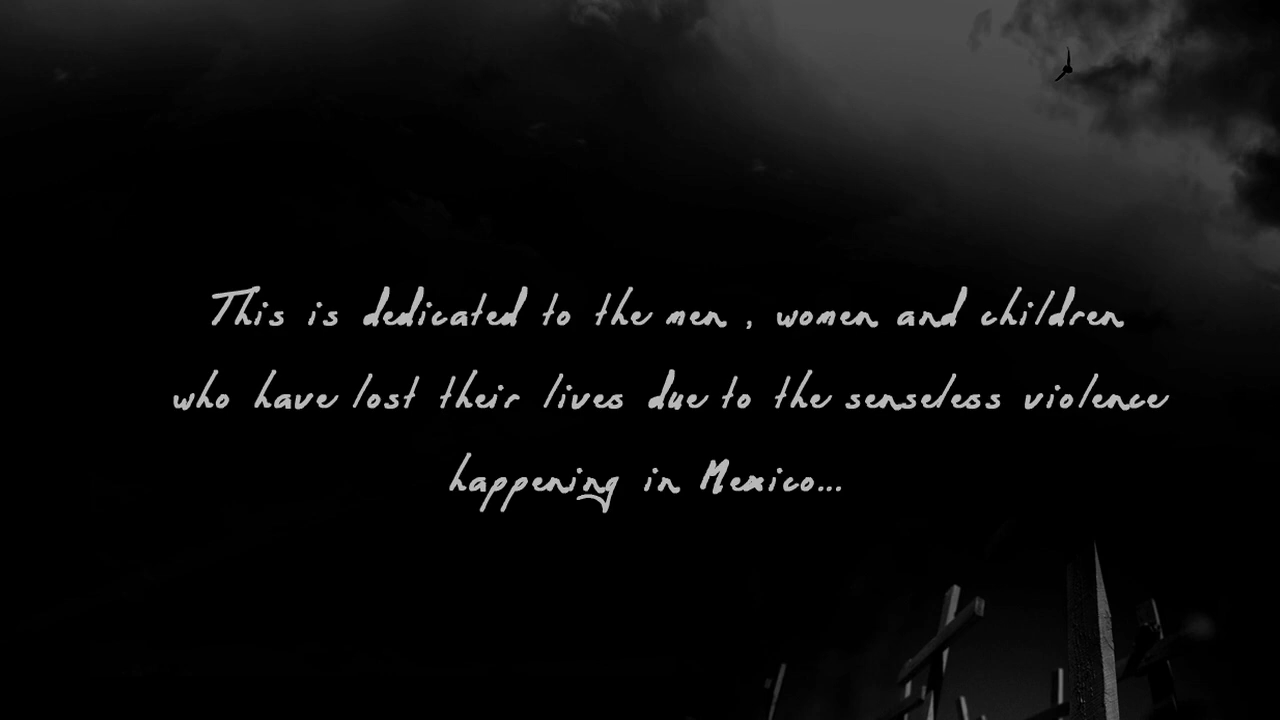 This is dedicated to the men , women and children
who have lost their lives due to the senseless violence
happening in Mexico...